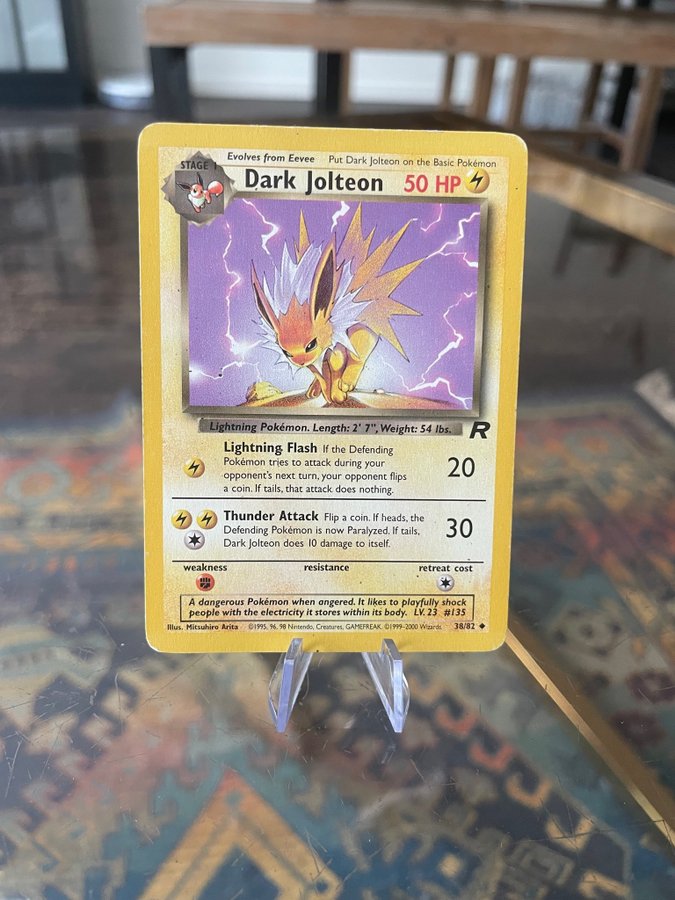 STAGE 1
Evolves from Eevee Put Dark Jolteon on the Basic Pokémon
Dark Jolteon 50 HP
Lightning Pokémon. Length: 2' 7", Weight: 54 lbs.
R
Lightning Flash If the Defending
Pokémon tries to attack during your
opponent's next turn, your opponent flips
a coin. If tails, that attack does nothing.
20
Thunder Attack Flip a coin. If heads, the
Defending Pokémon is now Paralyzed. If tails,
Dark Jolteon does 10 damage to itself.
30
weakness resistance retreat cost
A dangerous Pokémon when angered. It likes to playfully shock
people with the electricity it stores within its body. LV. 23 #135
Illus. Mitsuhiro Arita ©1995, 96, 98 Nintendo, Creatures, GAMEFREAK. ©1999-2000 Wizards. 38/82